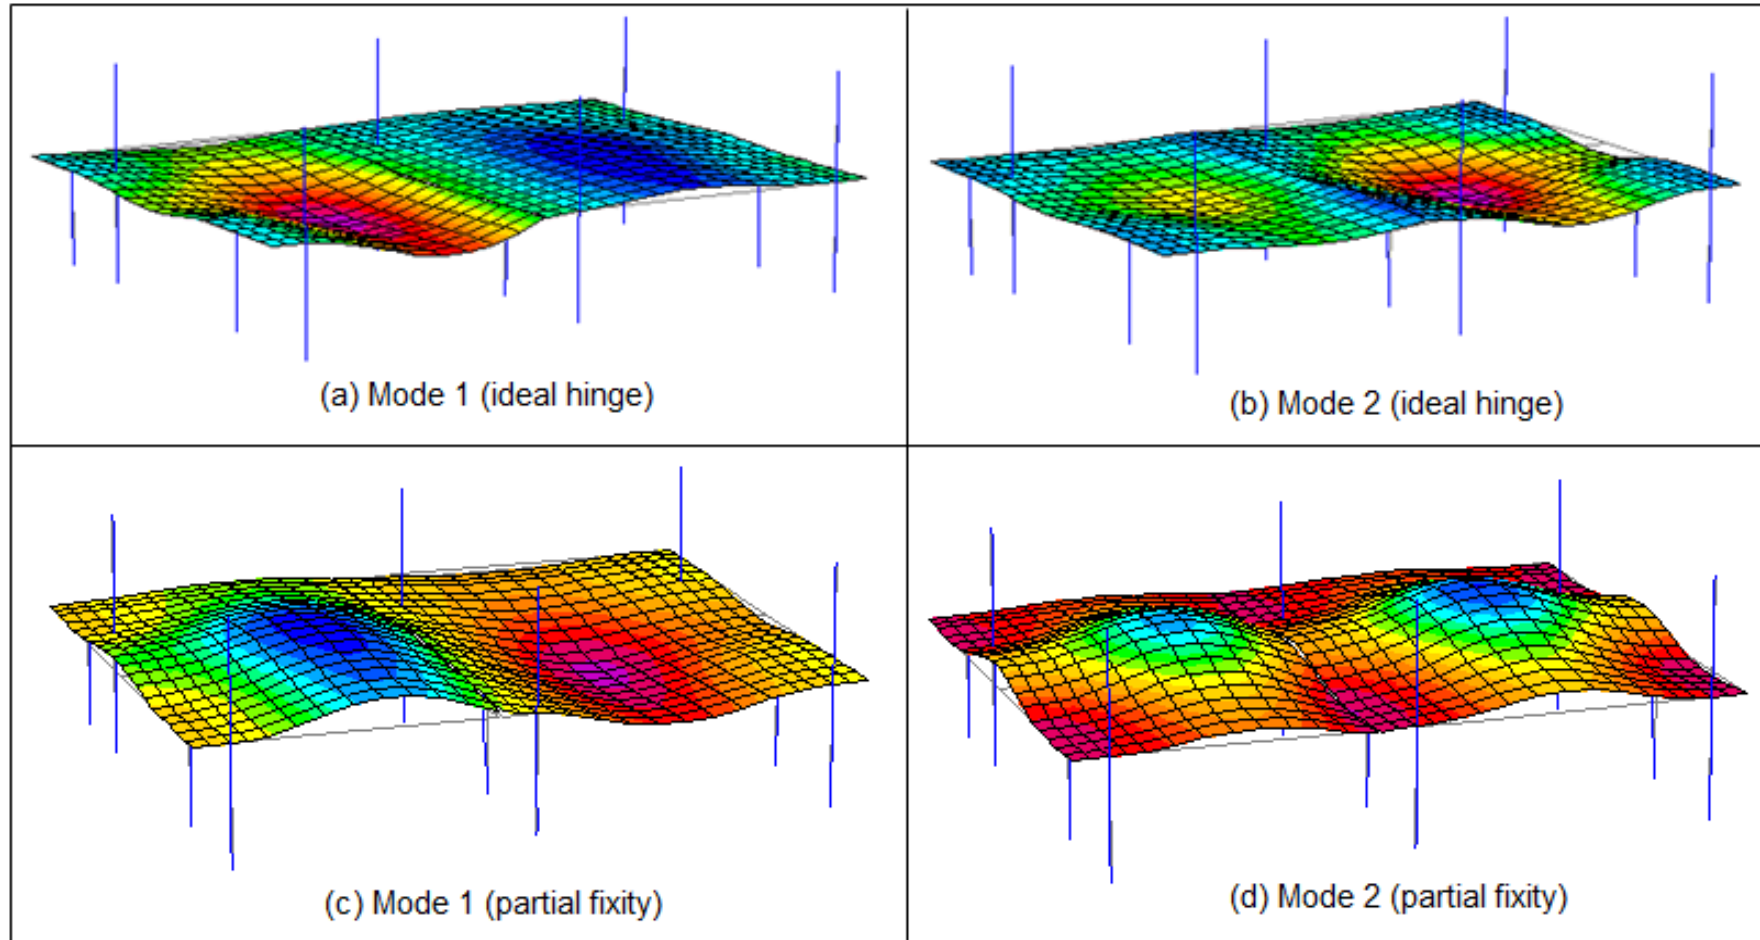 (a) Mode 1 (ideal hinge)
(b) Mode 2 (ideal hinge)
(c) Mode 1 (partial fixity)
(d) Mode 2 (partial fixity)